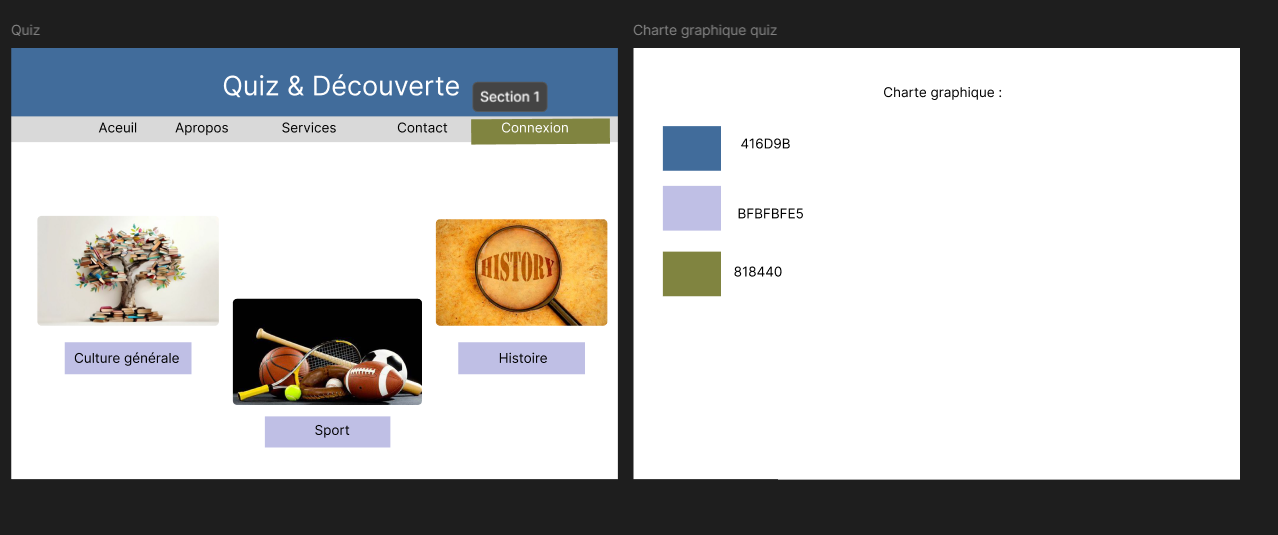 Quiz
Charte graphique quiz
Quiz & Découverte
Section 1
Aceuil Apropos Services Contact Connexion
HISTORY
Culture générale
Histoire
Sport
Charte graphique :
416D9B
BFBFBFE5
818440